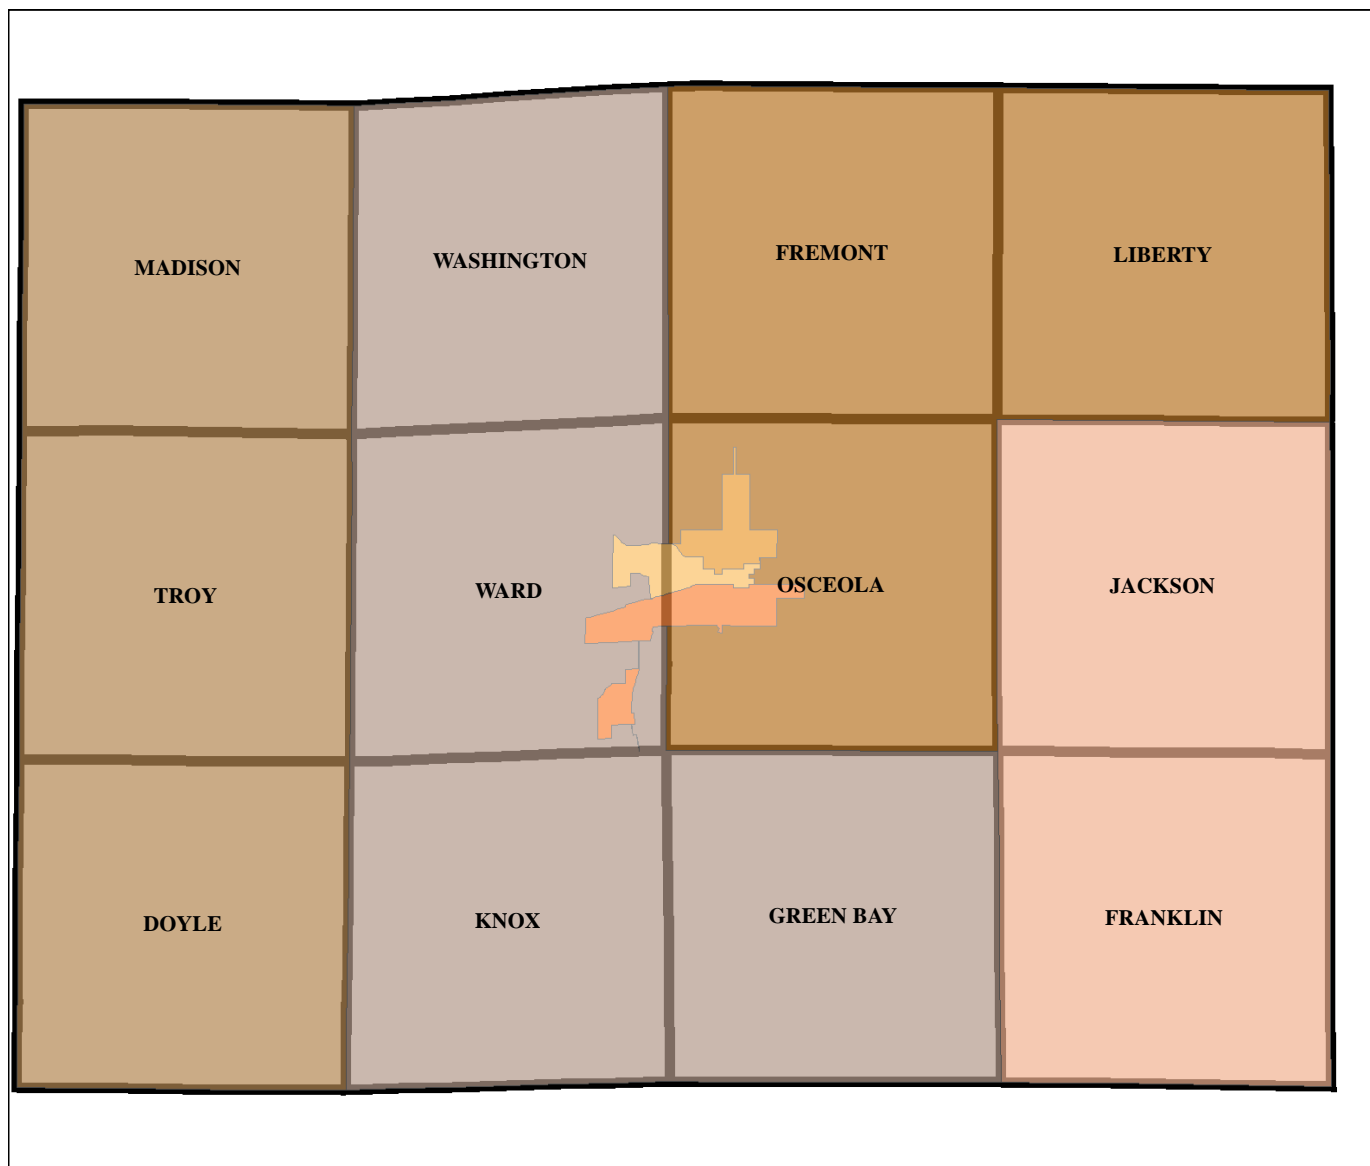 MADISON
WASHINGTON
FREMONT
LIBERTY
TROY
WARD
OSCEOLA
JACKSON
DOYLE
KNOX
GREEN BAY
FRANKLIN